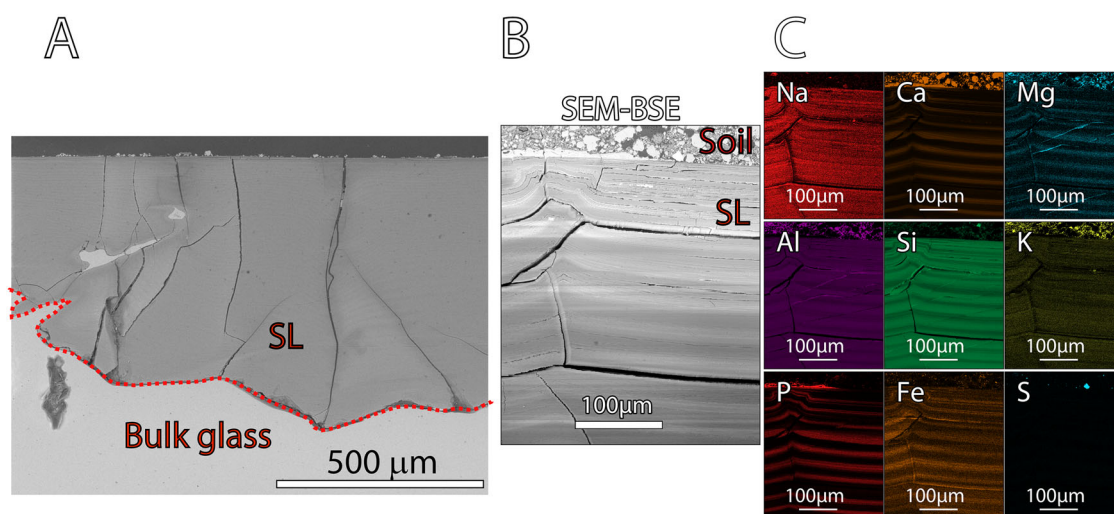 A
B
C
SEM-BSE
Soil
SL
100µm
SL
Bulk glass
500 µm
Na
Ca
Mg
100µm
100µm
100µm
Al
Si
K
100µm
100µm
100µm
P
Fe
S
100µm
100µm
100µm